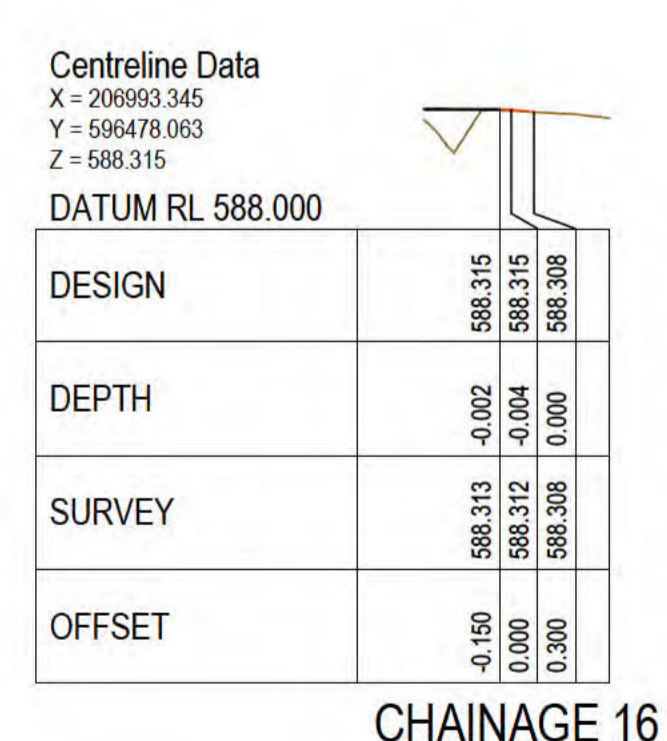 Centreline Data
X = 206993.345
Y = 596478.063
Z = 588.315
DATUM RL 588.000
DESIGN 588.315 588.315 588.308
DEPTH -0.002 -0.004 0.000
SURVEY 588.313 588.312 588.308
OFFSET -0.150 0.000 0.300
CHAINAGE 16